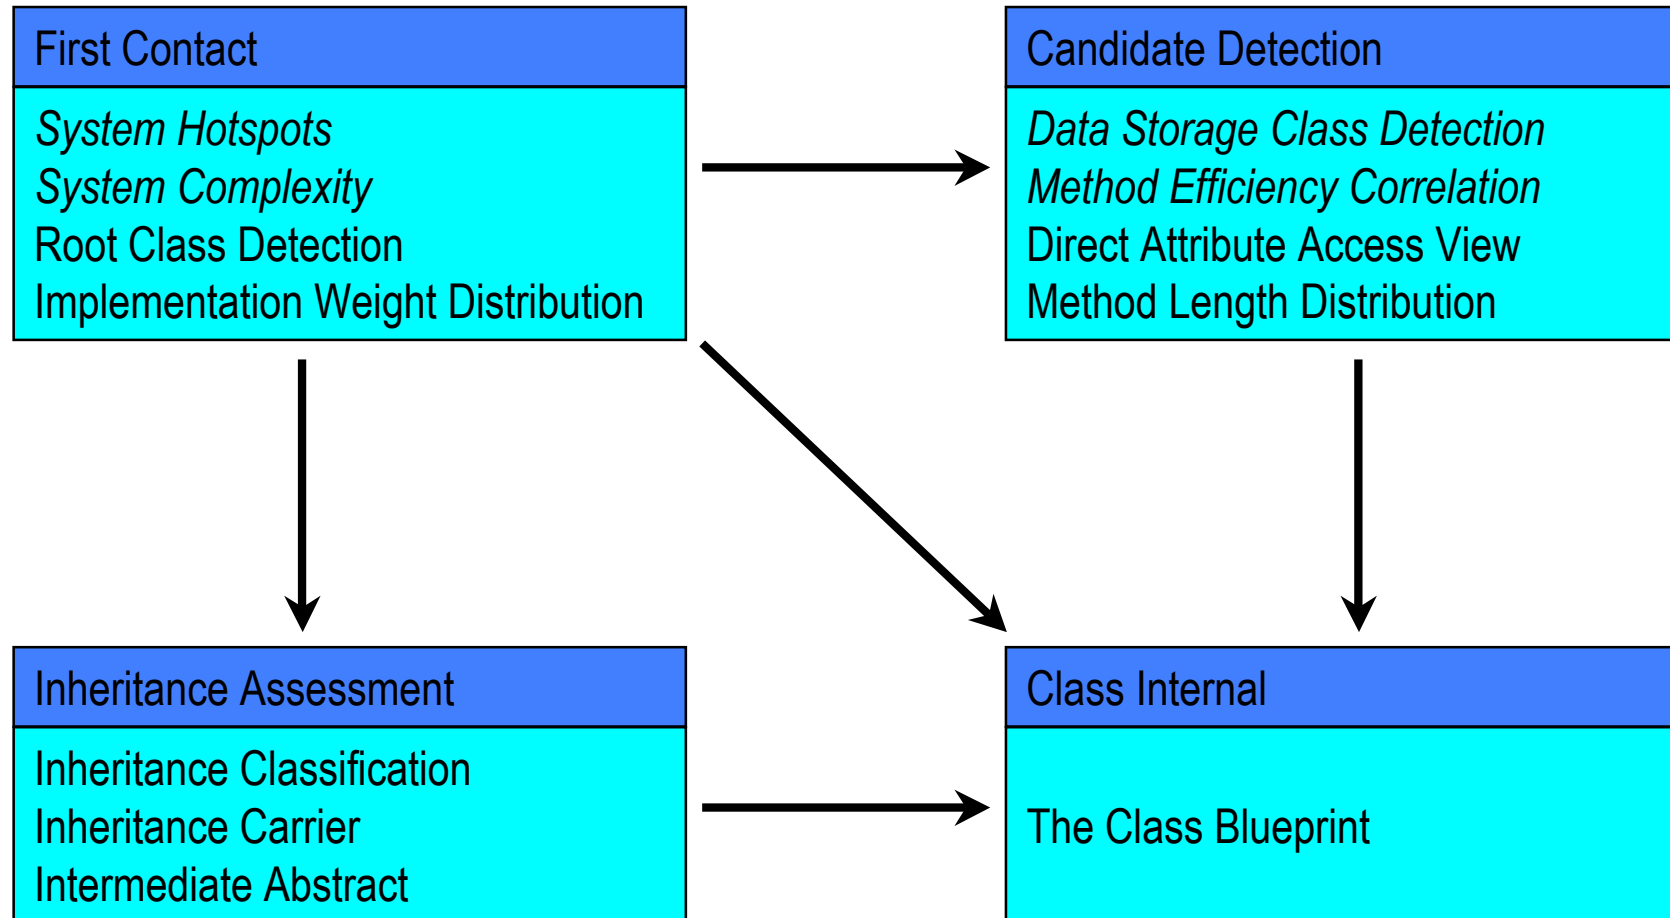 First Contact
System Hotspots
System Complexity
Root Class Detection
Implementation Weight Distribution
Candidate Detection
Data Storage Class Detection
Method Efficiency Correlation
Direct Attribute Access View
Method Length Distribution
Inheritance Assessment
Inheritance Classification
Inheritance Carrier
Intermediate Abstract
Class Internal
The Class Blueprint